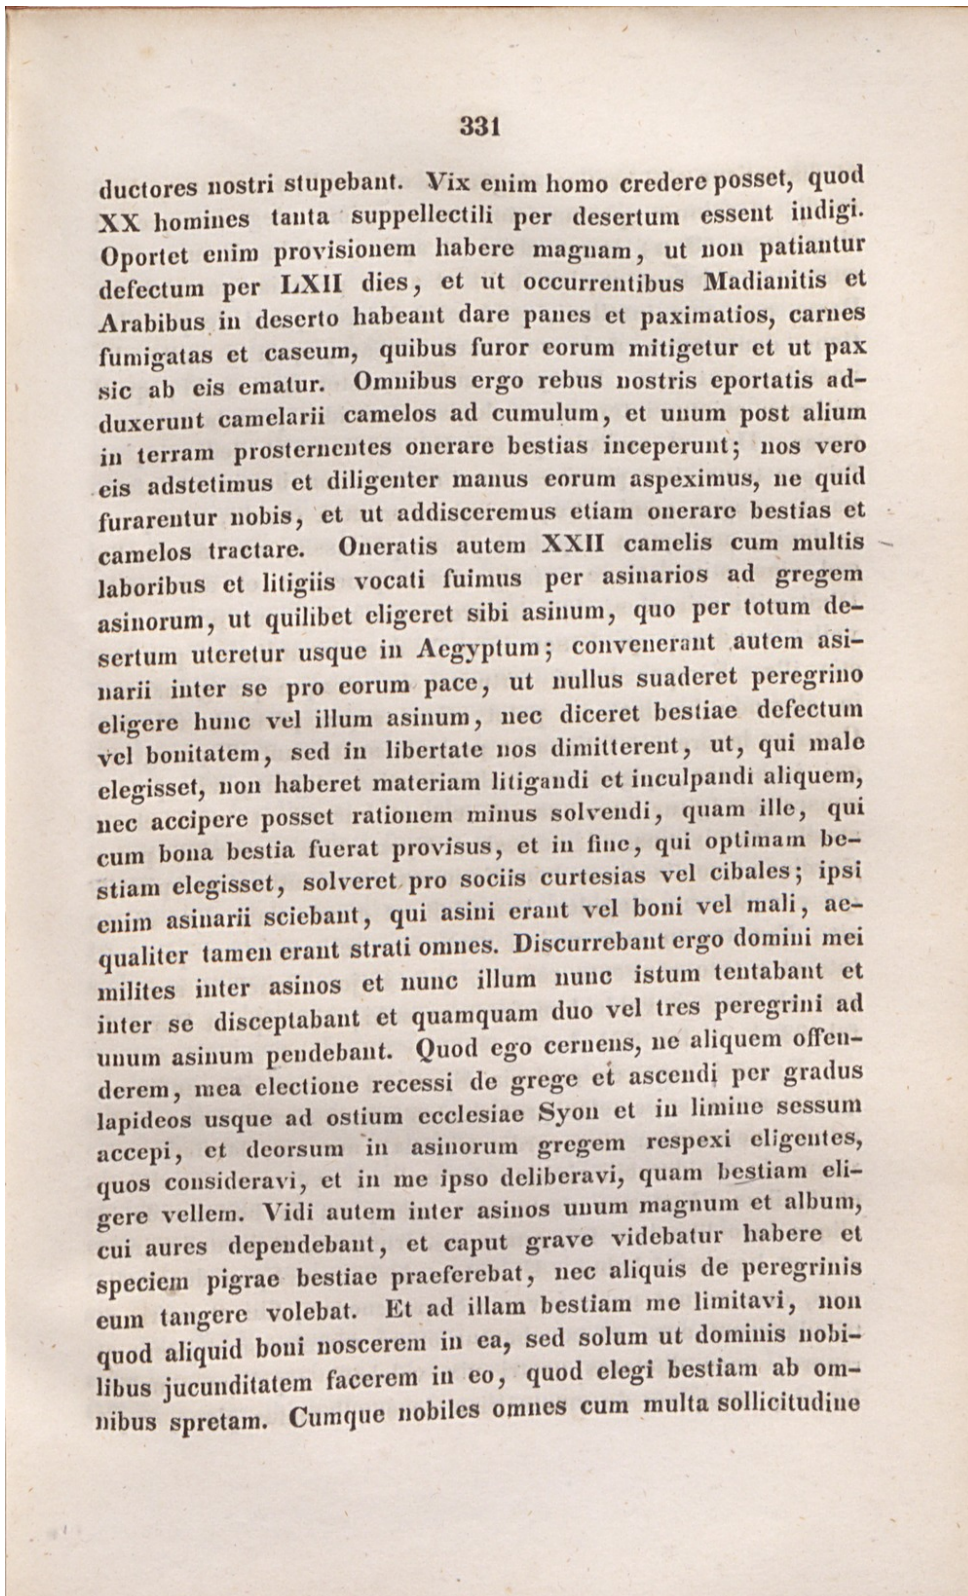 331
ductores nostri stupebant. Vix enim homo credere posset, quod
XX homines tanta suppellectili per desertum essent indigi.
Oportet enim provisionem habere magnam, ut non patiantur
defectum per LXII dies, et ut occurrentibus Madianitis et
Arabibus in deserto habeant dare panes et paximatios, carnes
fumigatas et caseum, quibus furor eorum mitigetur et ut pax
sic ab eis ematur. Omnibus ergo rebus nostris eportatis ad-
duxerunt camelarii camelos ad cumulum, et unum post alium
in terram prosternentes onerare bestias inceperunt; nos vero
eis adstetimus et diligenter manus eorum aspeximus, ne quid
furarentur nobis, et ut addisceremus etiam onerare bestias et
camelos tractare. Oneratis autem XXII camelis cum multis
laboribus et litigiis vocati fuimus per asinarios ad gregem
asinorum, ut quilibet eligeret sibi asinum, quo per totum de-
sertum uteretur usque in Aegyptum; convenerant autem asi-
narii inter se pro eorum pace, ut nullus suaderet peregrino
eligere hunc vel illum asinum, nec diceret bestiae defectum
vel bonitatem, sed in libertate nos dimitterent, ut, qui male
elegisset, non haberet materiam litigandi et inculpandi aliquem,
nec accipere posset rationem minus solvendi, quam ille, qui
cum bona bestia fuerat provisus, et in fine, qui optimam be-
stiam elegisset, solveret pro sociis curtesias vel cibales; ipsi
enim asinarii sciebant, qui asini erant vel boni vel mali, ae-
qualiter tamen erant strati omnes. Discurrebant ergo domini mei
milites inter asinos et nunc illum nunc istum tentabant et
inter se disceptabant et quamquam duo vel tres peregrini ad
unum asinum pendebant. Quod ego cernens, ne aliquem offen-
derem, mea electione recessi de grege et ascendi per gradus
lapideos usque ad ostium ecclesiae Syon et in limine sessum
accepi, et deorsum in asinorum gregem respexi eligentes,
quos consideravi, et in me ipso deliberavi, quam bestiam eli-
gere vellem. Vidi autem inter asinos unum magnum et album,
cui aures dependebant, et caput grave videbatur habere et
speciem pigrae bestiae praeferebat, nec aliquis de peregrinis
eum tangere volebat. Et ad illam bestiam me limitavi, non
quod aliquid boni noscerem in ea, sed solum ut dominis nobi-
libus jucunditatem facerem in eo, quod elegi bestiam ab om-
nibus spretam. Cumque nobiles omnes cum multa sollicitudine